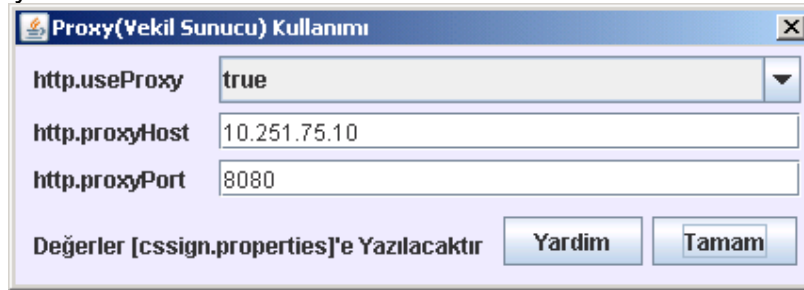 Proxy(Vekil Sunucu) Kullanımı
http.useProxy true
http.proxyHost 10.251.75.10
http.proxyPort 8080
Değerler [cssign.properties]'e Yazılacaktır Yardim Tamam